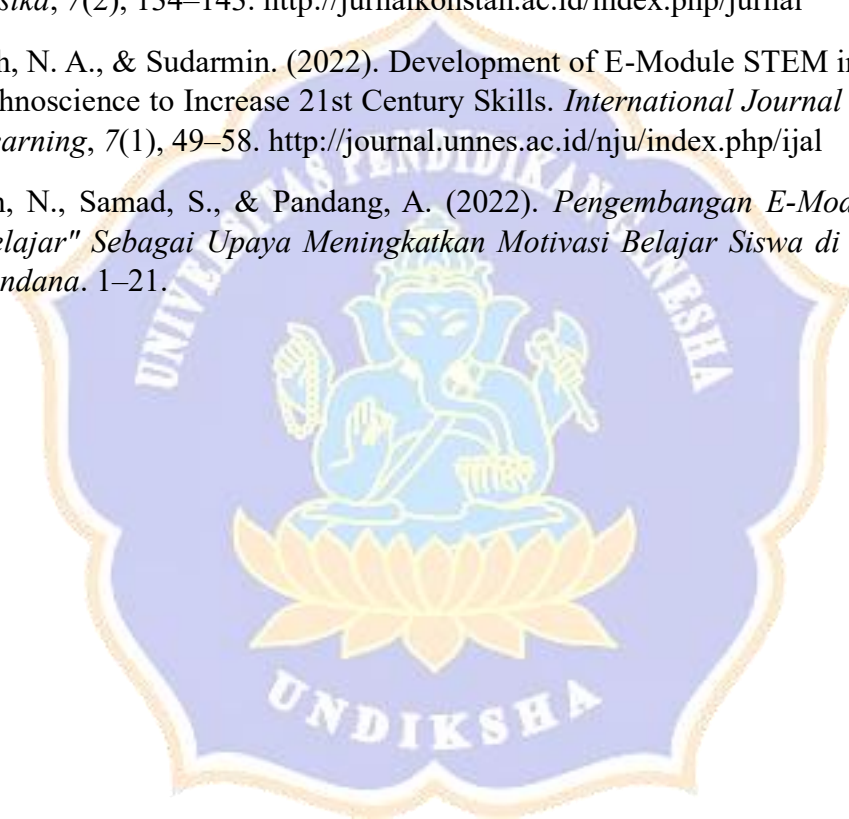 7(2), 134–143. http://jurnalkonstan.ac.id/index.php/jurnal
h, N. A., & Sudarmin. (2022). Development of E-Module STEM
hnoscience to Increase 21st Century Skills. International Journal
arning, 7(1), 49–58. http://journal.unnes.ac.id/nju/index.php/ijal
n, N., Samad, S., & Pandang, A. (2022). Pengembangan E-Mod
elajar" Sebagai Upaya Meningkatkan Motivasi Belajar Siswa di
ndana. 1–21.
UNIVERSITAS PENDIDIKAN GANESHA
UNDIKSHA